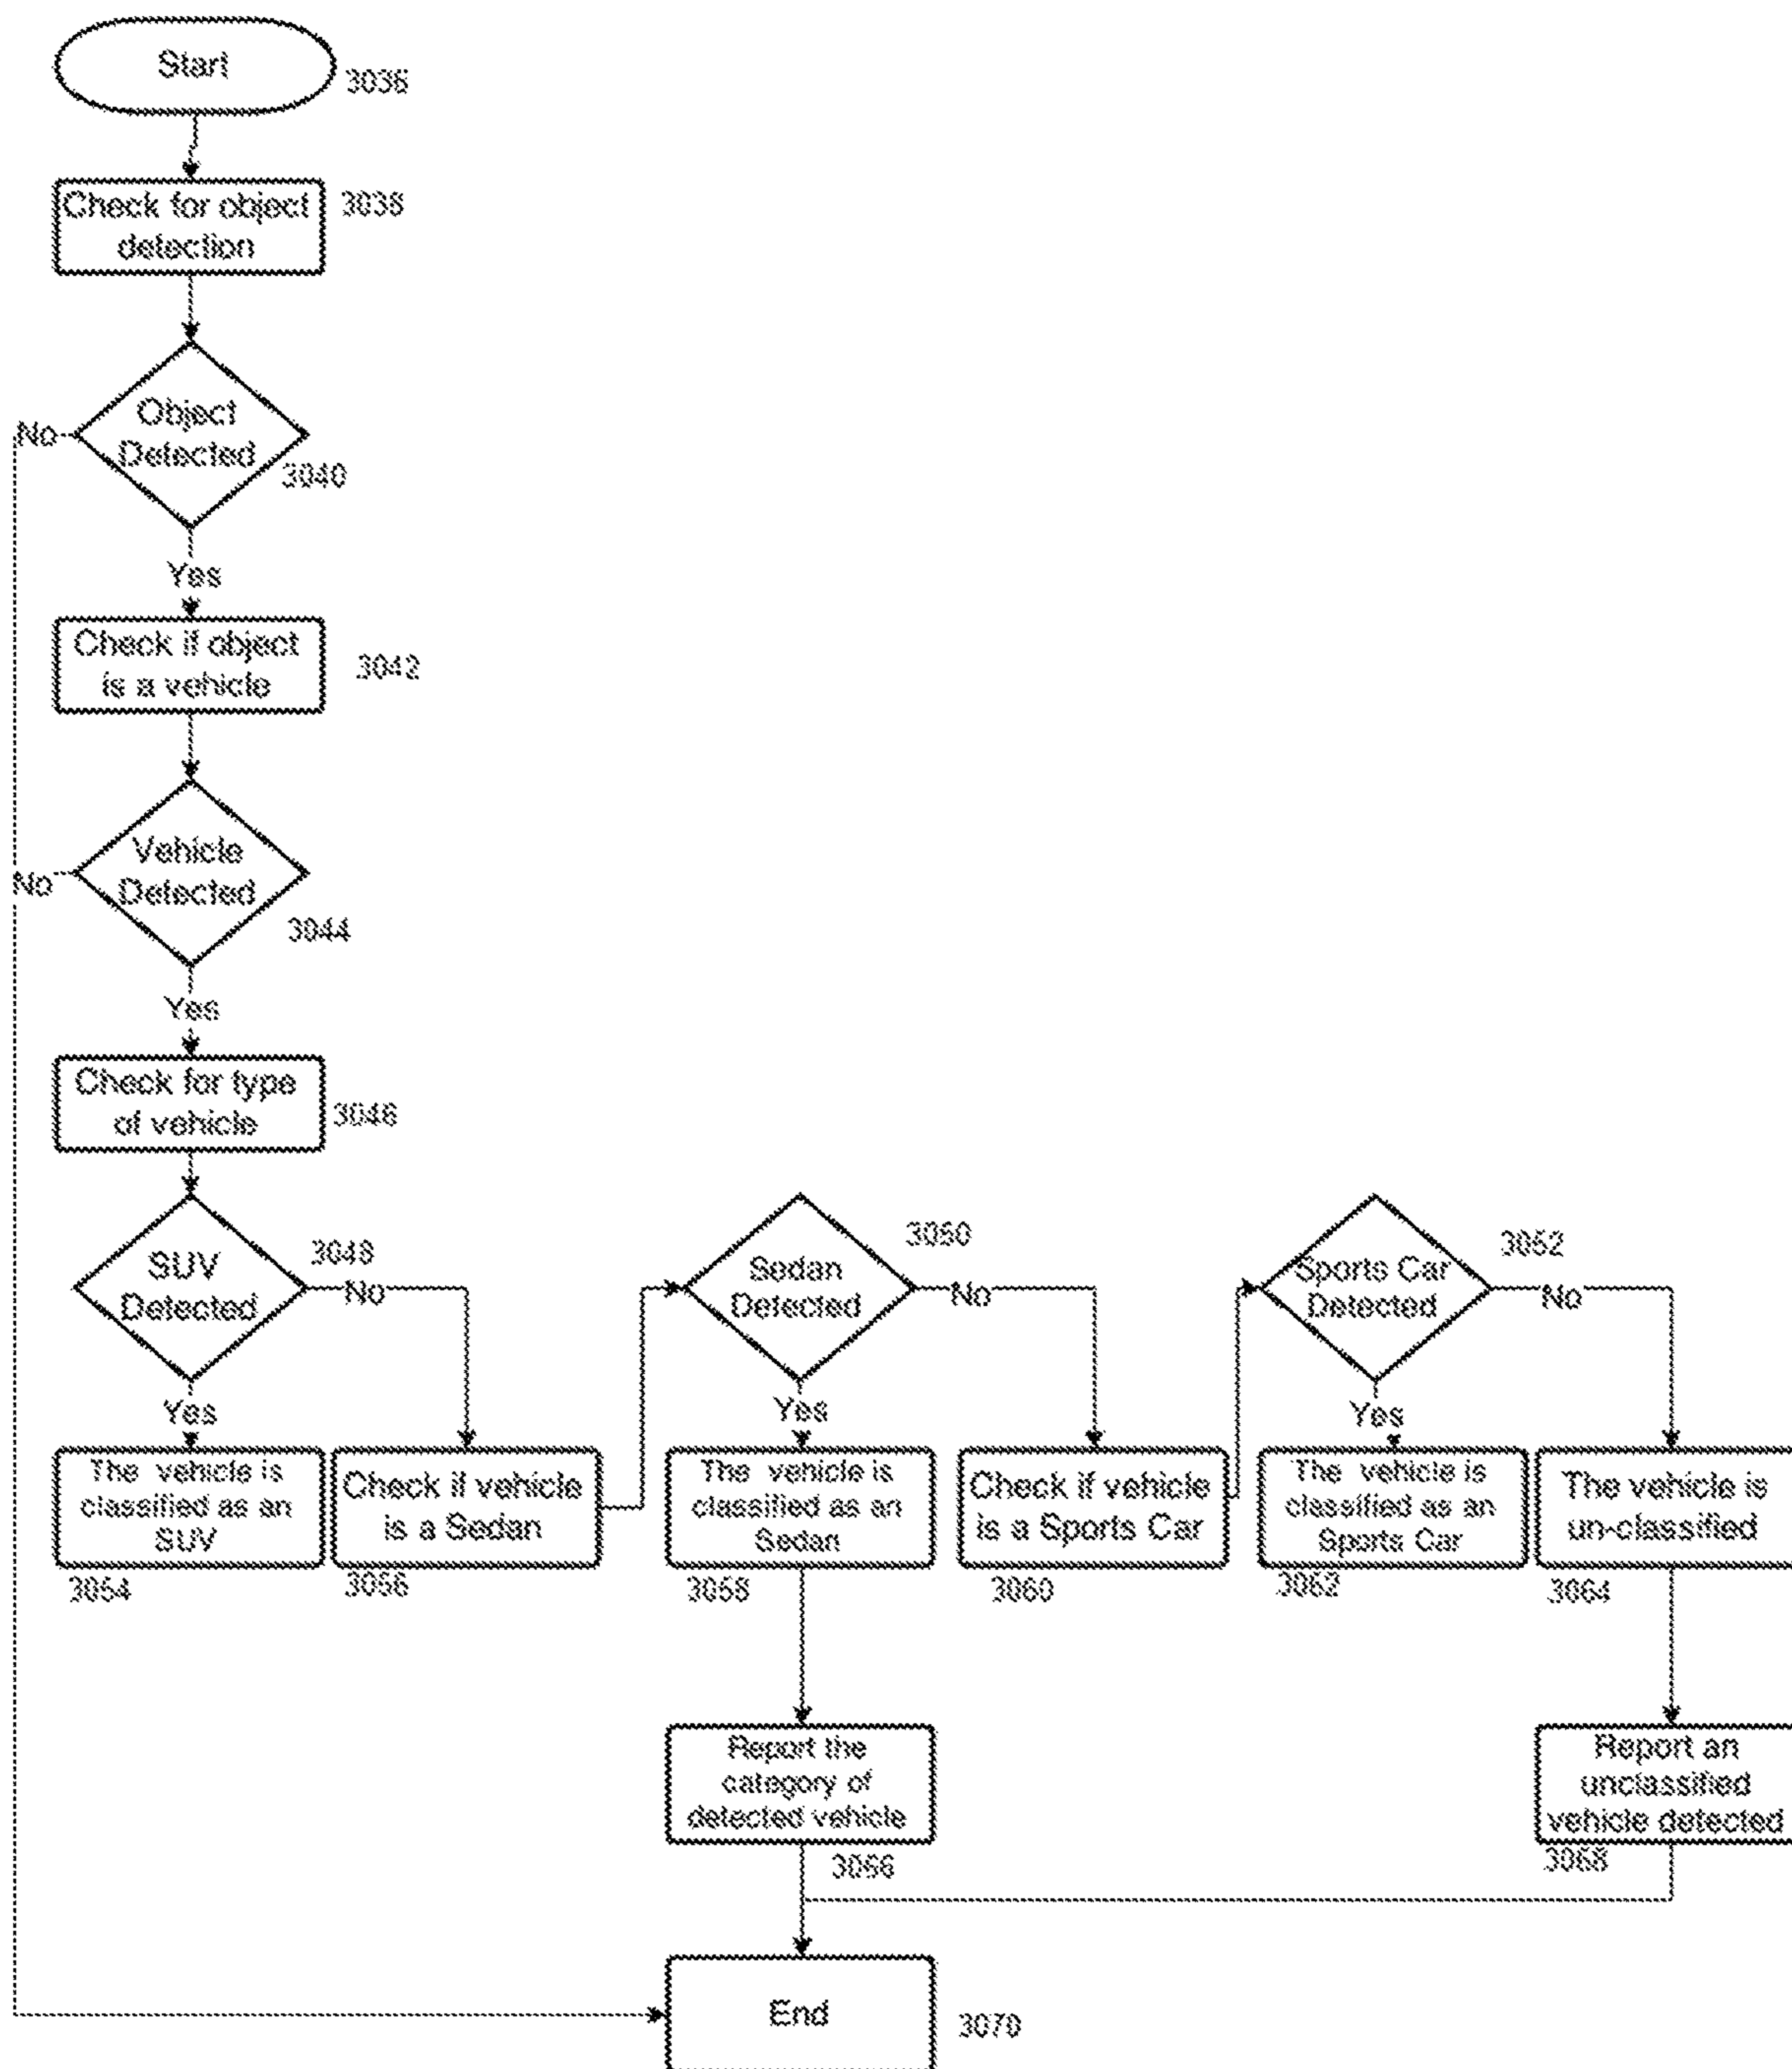 Start
3036
Check for object
detection
3038
Object
Detected
No
3040
Yes
Check if object
is a vehicle
3042
Vehicle
Detected
No
3044
Yes
Check for type
of vehicle
3046
SUV
Detected
3048
No
Yes
Sedan
Detected
3050
No
Yes
Sports Car
Detected
3052
No
Yes
The vehicle is
classified as an
SUV
3054
Check if vehicle
is a Sedan
3056
The vehicle is
classified as an
Sedan
3058
Check if vehicle
is a Sports Car
3060
The vehicle is
classified as an
Sports Car
3062
The vehicle is
un-classified
3064
Report the
category of
detected vehicle
3066
Report an
unclassified
vehicle detected
3068
End
3070